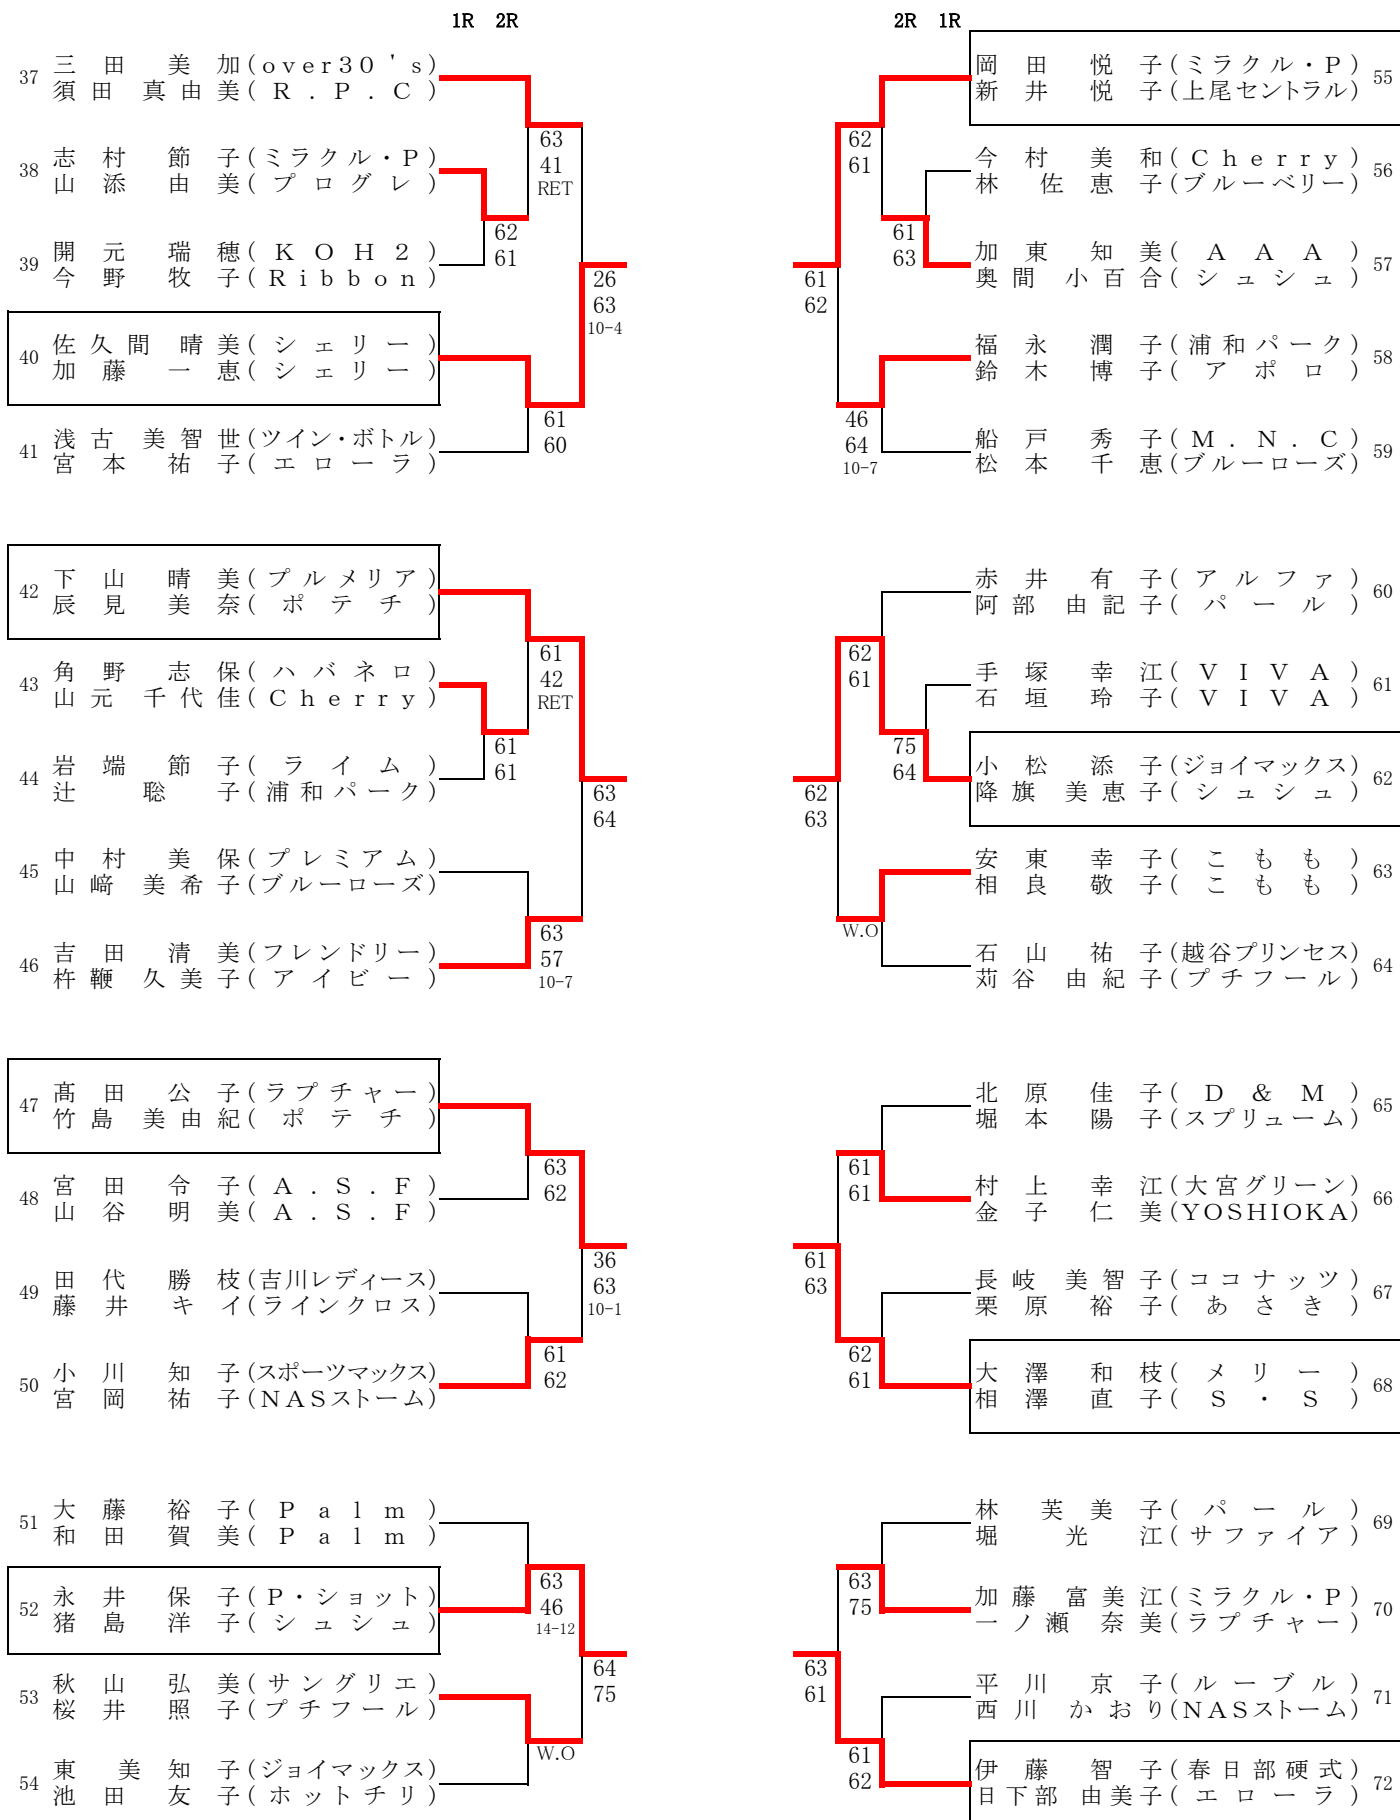 1R 2R
37 三田 美加(over30's)
須田 真由美(R.P.C)
63
41
RET
38 志村 節子(ミラクル・P)
山添 由美(プログレ)
62
61
39 開元 瑞穂(KOH2)
今野 牧子(Ribbon)
26
63
10-4
40 佐久間 晴美(シェリー)
加藤 一恵(シェリー)
61
60
41 浅古 美智世(ツイン・ボトル)
宮本 祐子(エローラ)
42 下山 晴美(プルメリア)
辰見 美奈(ポテチ)
61
42
RET
43 角野 志保(ハバネロ)
山元 千代佳(Cherry)
61
61
44 岩端 節子(ライム)
辻 聡子(浦和パーク)
63
64
45 中村 美保(プレミアム)
山﨑 美希子(ブルーローズ)
63
57
10-7
46 吉田 清美(フレンドリー)
杵鞭 久美子(アイビー)
47 髙田 公子(ラプチャー)
竹島 美由紀(ポテチ)
63
62
48 宮田 令子(A.S.F)
山谷 明美(A.S.F)
36
63
10-1
49 田代 勝枝(吉川レディース)
藤井 キイ(ラインクロス)
61
62
50 小川 知子(スポーツマックス)
宮岡 祐子(NASストーム)
51 大藤 裕子(Palm)
和田 賀美(Palm)
63
46
14-12
52 永井 保子(P・ショット)
猪島 洋子(シュシュ)
64
75
53 秋山 弘美(サングリエ)
桜井 照子(プチフール)
W.O
54 東 美知子(ジョイマックス)
池田 友子(ホットチリ)
2R 1R
岡田 悦子(ミラクル・P) 55
新井 悦子(上尾セントラル)
62
61
今村 美和(Cherry) 56
林 佐恵子(ブルーベリー)
61
63
加東 知美(AAA) 57
奥間 小百合(シュシュ)
61
62
福永 潤子(浦和パーク) 58
鈴木 博子(アポロ)
46
64
10-7
船戸 秀子(M.N.C) 59
松本 千恵(ブルーローズ)
赤井 有子(アルファ) 60
阿部 由記子(パール)
62
61
手塚 幸江(VIVA) 61
石垣 玲子(VIVA)
75
64
小松 添子(ジョイマックス) 62
降旗 美恵子(シュシュ)
62
63
安東 幸子(こもも) 63
相良 敬子(こもも)
W.O
石山 祐子(越谷プリンセス) 64
苅谷 由紀子(プチフール)
北原 佳子(D&M) 65
堀本 陽子(スプリューム)
61
61
村上 幸江(大宮グリーン) 66
金子 仁美(YOSHIOKA)
61
63
長岐 美智子(ココナッツ) 67
栗原 裕子(あさき)
62
61
大澤 和枝(メリー) 68
相澤 直子(S・S)
林 芙美子(パール) 69
堀 光江(サファイア)
63
75
加藤 富美江(ミラクル・P) 70
一ノ瀬 奈美(ラプチャー)
63
61
平川 京子(ルーブル) 71
西川 かおり(NASストーム)
61
62
伊藤 智子(春日部硬式) 72
日下部 由美子(エローラ)